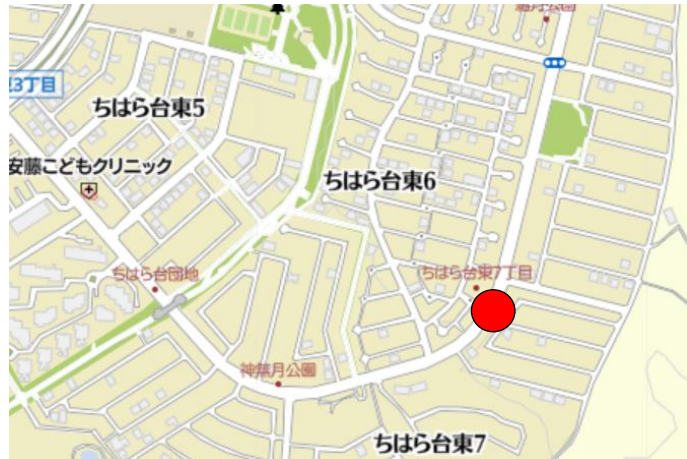 3丁目
ちはら台東5
安藤こどもクリニック
ちはら台東6
ちはら台団地
ちはら台東7丁目
神無月公園
ちはら台東7